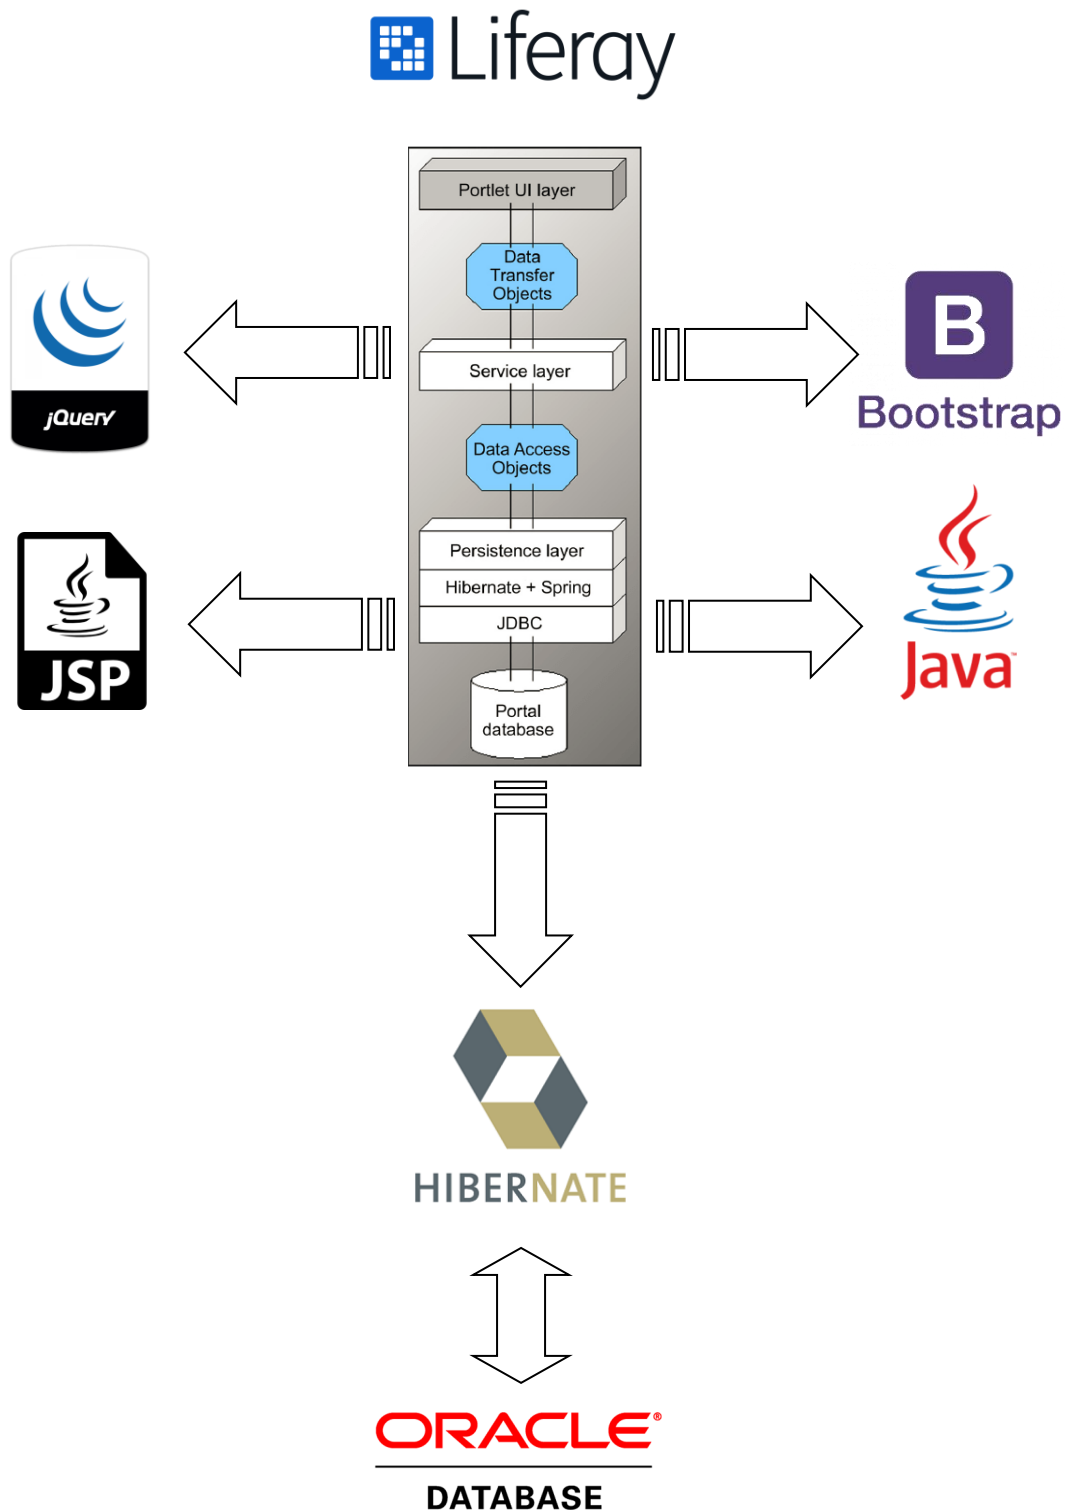 Liferay
Portlet UI layer
Data
Transfer
Objects
Service layer
Data Access
Objects
Persistence layer
Hibernate + Spring
JDBC
Portal
database
jQuery
B
Bootstrap
JSP
Java™
HIBERNATE
ORACLE®
DATABASE